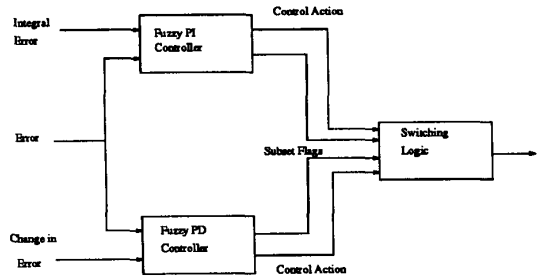 Control Action
Integral
Error
Fuzzy PI
Controller
Error
Subset Flags
Switching
Logic
Change in
Error
Fuzzy PD
Controller
Control Action